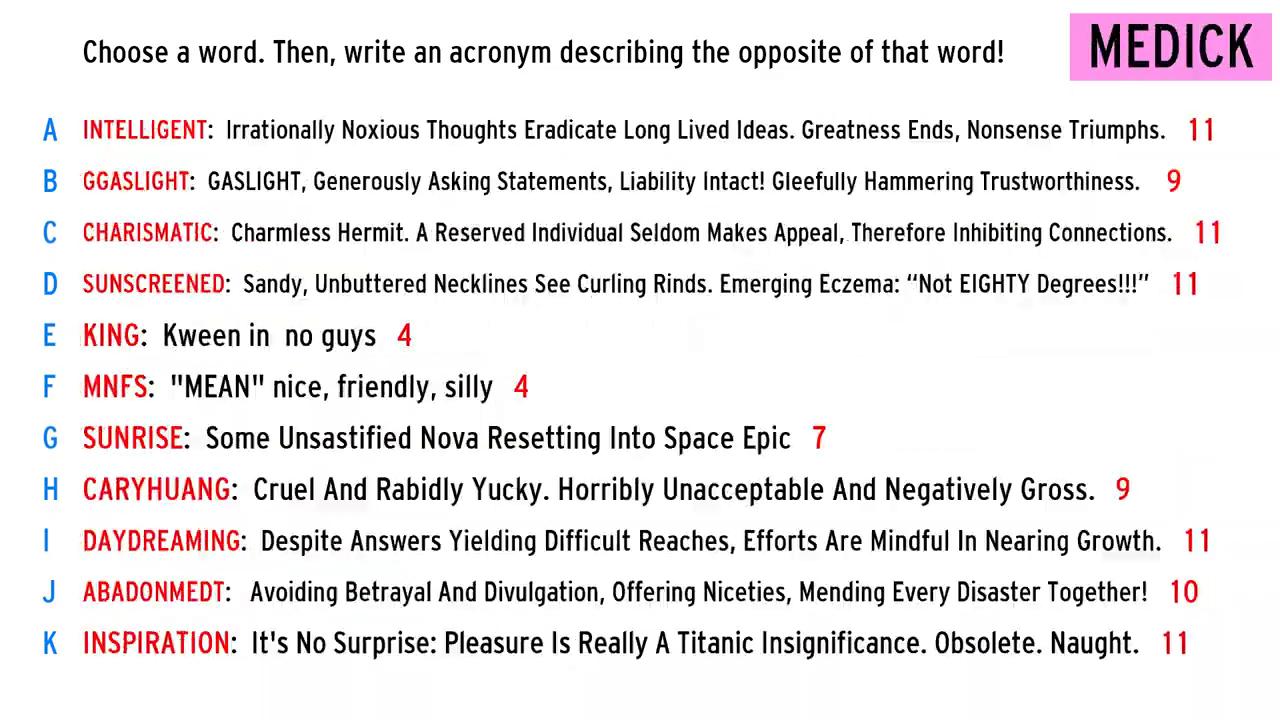 Choose a word. Then, write an acronym describing the opposite of that word!
MEDICK
A INTELLIGENT: Irrationally Noxious Thoughts Eradicate Long Lived Ideas. Greatness Ends, Nonsense Triumphs. 11
B GGASLIGHT: GASLIGHT, Generously Asking Statements, Liability Intact! Gleefully Hammering Trustworthiness. 9
C CHARISMATIC: Charmless Hermit. A Reserved Individual Seldom Makes Appeal, Therefore Inhibiting Connections. 11
D SUNSCREENED: Sandy, Unbuttered Necklines See Curling Rinds. Emerging Eczema: “Not EIGHTY Degrees!!!” 11
E KING: Kween in no guys 4
F MNFS: "MEAN" nice, friendly, silly 4
G SUNRISE: Some Unsastified Nova Resetting Into Space Epic 7
H CARYHUANG: Cruel And Rabidly Yucky. Horribly Unacceptable And Negatively Gross. 9
I DAYDREAMING: Despite Answers Yielding Difficult Reaches, Efforts Are Mindful In Nearing Growth. 11
J ABADONMEDT: Avoiding Betrayal And Divulgation, Offering Niceties, Mending Every Disaster Together! 10
K INSPIRATION: It's No Surprise: Pleasure Is Really A Titanic Insignificance. Obsolete. Naught. 11